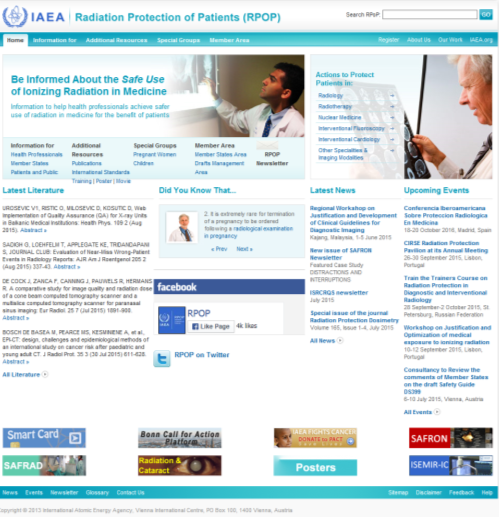 IAEA Radiation Protection of Patients (RPOP)
Search RPoP: GO
Home Information for Additional Resources Special Groups Member Area Register About Us Our Work IAEA.org
Be Informed About the Safe Use
of Ionizing Radiation in Medicine
Information to help health professionals achieve safer
use of radiation in medicine for the benefit of patients
Actions to Protect
Patients in:
Radiology
Radiotherapy
Nuclear Medicine
Interventional Fluoroscopy
Interventional Cardiology
Other Specialities &
Imaging Modalities
Information for
Health Professionals
Member States
Patients and Public
Additional
Resources
Publications
International Standards
Training | Poster | Movie
Special Groups
Pregnant Women
Children
Member Area
Member States Area
Drafts Management
Area
RPOP
Newsletter
Latest Literature
UROSEVIC V1, RISTIC O, MILOSEVIC D, KOSUTIC D, Web
Implementation of Quality Assurance (QA) for X-ray Units
in Balkanic Medical Institutions. Health Phys. 109 2 (Aug
2015). Abstract »
SADIGH G, LOEHFELM T, APPLEGATE KE, TRIDANDAPANI
S, JOURNAL CLUB: Evaluation of Near-Miss Wrong-Patient
Events in Radiology Reports. AJR Am J Roentgenol 205 2
(Aug 2015) 337-43. Abstract »
DE COCK J, ZANCA F, CANNING J, PAUWELS R, HERMANS
R, A comparative study for image quality and radiation dose
of a cone beam computed tomography scanner and a
multislice computed tomography scanner for paranasal
sinus imaging. Eur Radiol. 25 7 (Jul 2015) 1891-900.
Abstract »
BOSCH DE BASEA M, PEARCE MS, KESMINIENE A, et al.,
EPI-CT: design, challenges and epidemiological methods of
an international study on cancer risk after paediatric and
young adult CT. J Radiol Prot. 35 3 (30 Jul 2015) 611-628.
Abstract »
All Literature
Did You Know That...
2. It is extremely rare for termination
of a pregnancy to be ordered
following a radiological examination
in pregnancy
« Prev Next »
facebook
RPOP
Like Page 4k likes
RPOP on Twitter
Latest News
Regional Workshop on
Justification and Development
of Clinical Guidelines for
Diagnostic Imaging
Kajang, Malaysia, 1-5 June 2015
New issue of SAFRON
Newsletter
Featured Case Study:
DISTRACTIONS AND
INTERRUPTIONS
ISRCRQS newsletter
July 2015
Special issue of the journal
Radiation Protection Dosimetry
Volume 165, Issue 1-4, July 2015
All News
Upcoming Events
Conferencia Iberoamericana
Sobre Proteccion Radiologica
En Medicina
18-20 October 2016, Madrid, Spain
CIRSE Radiation Protection
Pavilion at its Annual Meeting
26-30 September 2015, Lisbon,
Portugal
Train the Trainers Course on
Radiation Protection in
Diagnostic and Interventional
Radiology
28 September-2 October 2015, St.
Petersburg, Russian Federation
Workshop on Justification and
Optimization of medical
exposure to ionizing radiation
10-12 September 2015, Lisbon,
Portugal
Consultancy to Review the
comments of Member States
on the draft Safety Guide
DS399
6-10 July 2015, Vienna, Austria
All Events
Smart Card
Bonn Call for Action
Platform
IAEA FIGHTS CANCER
DONATE to PACT
SAFRON
SAFRAD
Radiation &
Cataract
Posters
ISEMIR-IC
News Events Newsletter Glossary Contact Us Sitemap Disclaimer Feedback Help
Copyright © 2013 International Atomic Energy Agency, Vienna International Centre, PO Box 100, 1400 Vienna, Austria